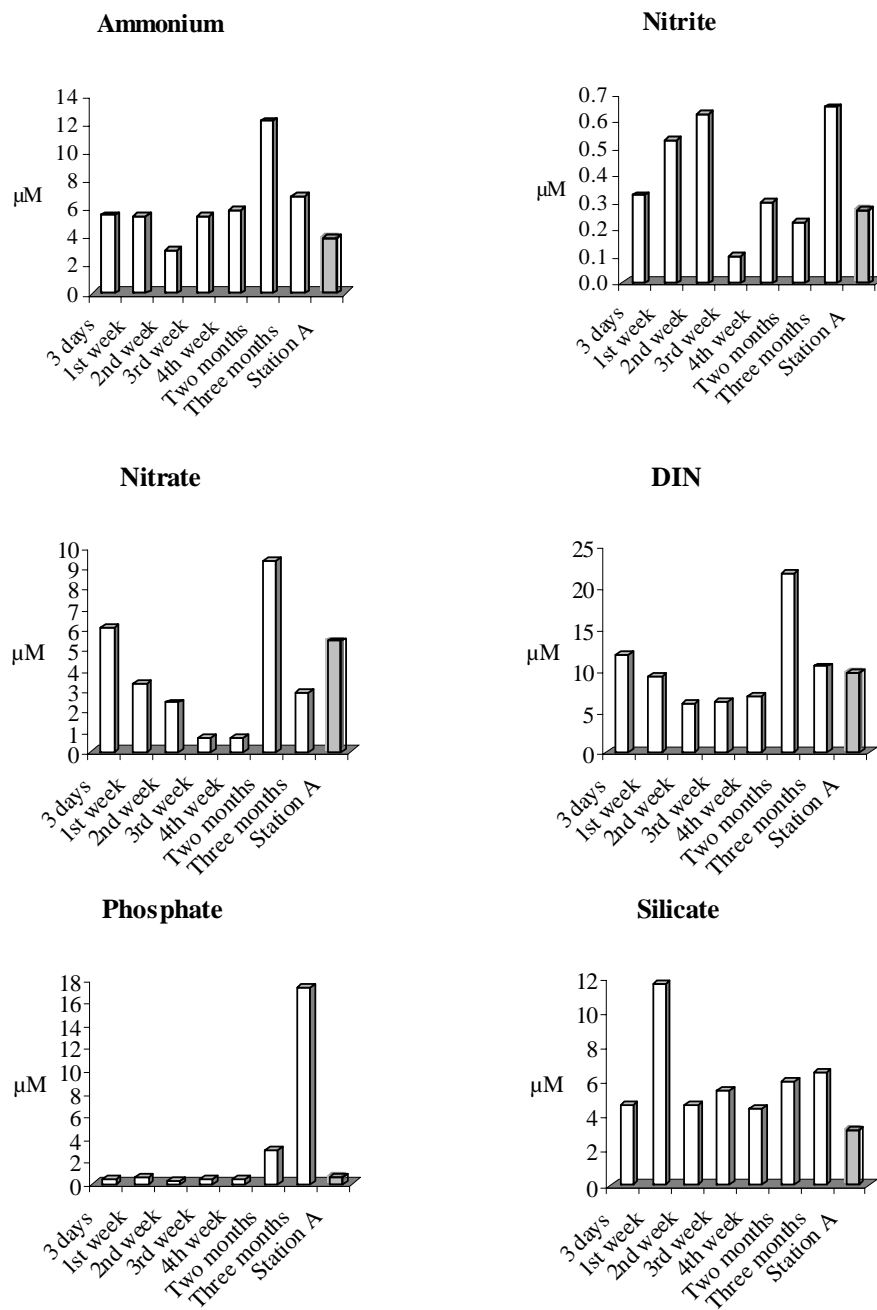 Ammonium
14
12
10
8
6
4
2
0
µM
3 days
1st week
2nd week
3rd week
4th week
Two months
Three months
Station A
Nitrite
0.7
0.6
0.5
0.4
0.3
0.2
0.1
0.0
µM
3 days
1st week
2nd week
3rd week
4th week
Two months
Three months
Station A
Nitrate
10
9
8
7
6
5
4
3
2
1
0
µM
3 days
1st week
2nd week
3rd week
4th week
Two months
Three months
Station A
DIN
25
20
15
10
5
0
µM
3 days
1st week
2nd week
3rd week
4th week
Two months
Three months
Station A
Phosphate
18
16
14
12
10
8
6
4
2
0
µM
3 days
1st week
2nd week
3rd week
4th week
Two months
Three months
Station A
Silicate
12
10
8
6
4
2
0
µM
3 days
1st week
2nd week
3rd week
4th week
Two months
Three months
Station A